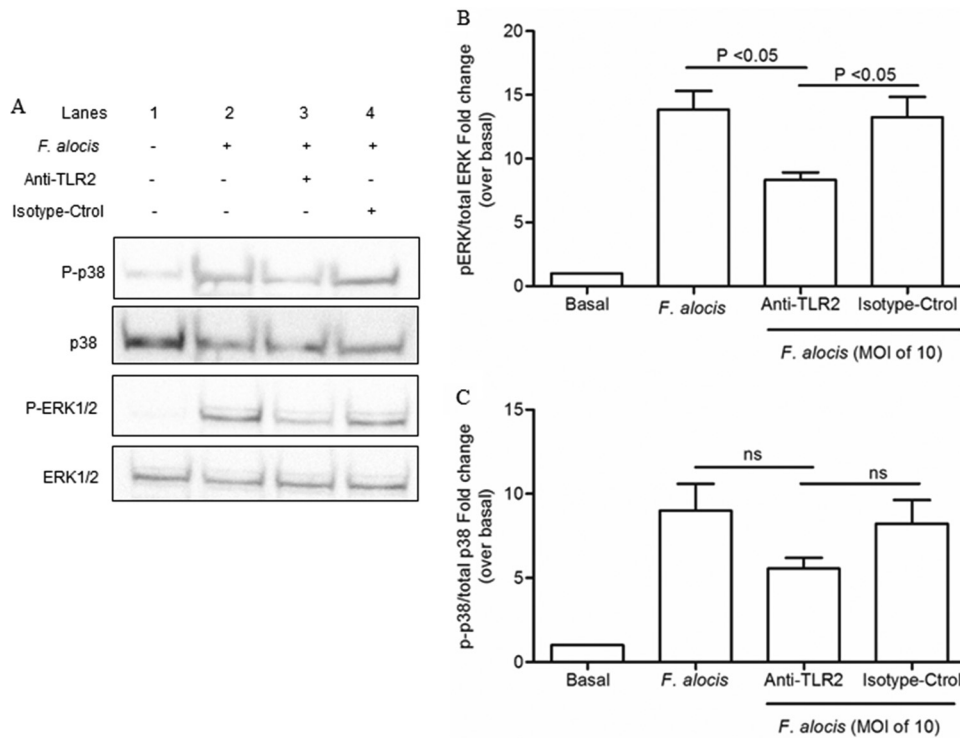 A
Lanes 1 2 3 4
F. alocis - + + +
Anti-TLR2 - - + -
Isotype-Ctrol - - - +
P-p38
p38
P-ERK1/2
ERK1/2
B
pERK/total ERK Fold change
(over basal)
20
15
10
5
0
P <0.05
P <0.05
Basal F. alocis Anti-TLR2 Isotype-Ctrol
F. alocis (MOI of 10)
C
p-p38/total p38 Fold change
(over basal)
15
10
5
0
ns
ns
Basal F. alocis Anti-TLR2 Isotype-Ctrol
F. alocis (MOI of 10)